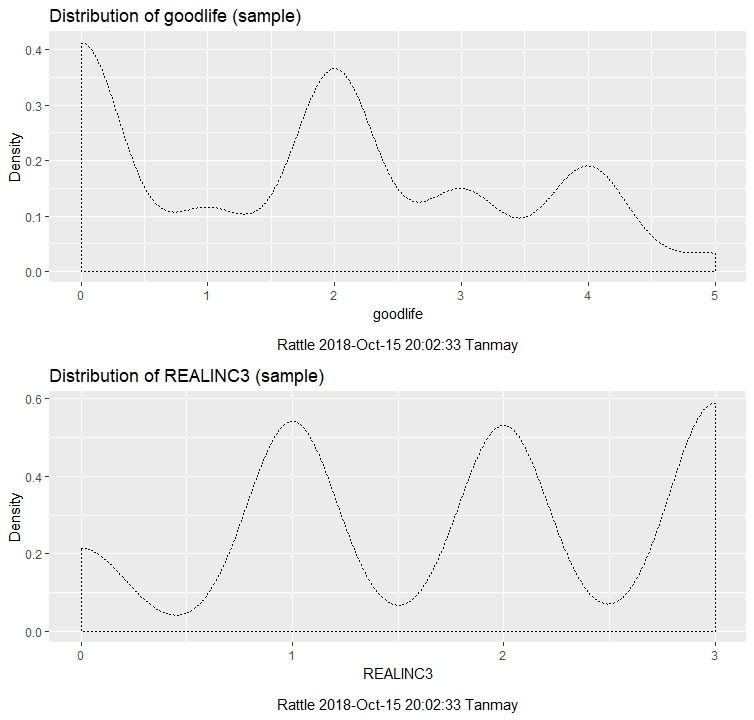 Distribution of goodlife (sample)
0.4
0.3
0.2
0.1
0.0
Density
0 1 2 3 4 5
goodlife
Rattle 2018-Oct-15 20:02:33 Tanmay
Distribution of REALINC3 (sample)
0.6
0.4
0.2
0.0
Density
0 1 2 3
REALINC3
Rattle 2018-Oct-15 20:02:33 Tanmay